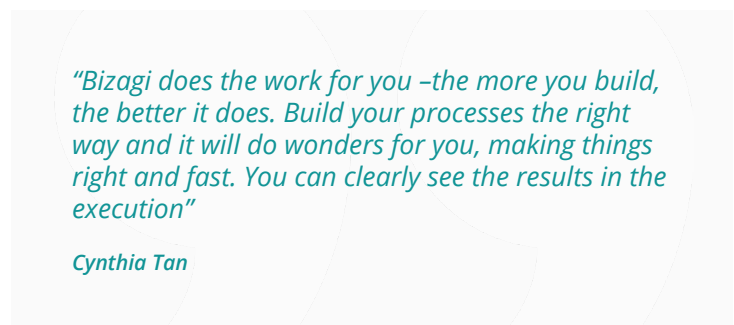 “Bizagi does the work for you –the more you build,
the better it does. Build your processes the right
way and it will do wonders for you, making things
right and fast. You can clearly see the results in the
execution”
Cynthia Tan